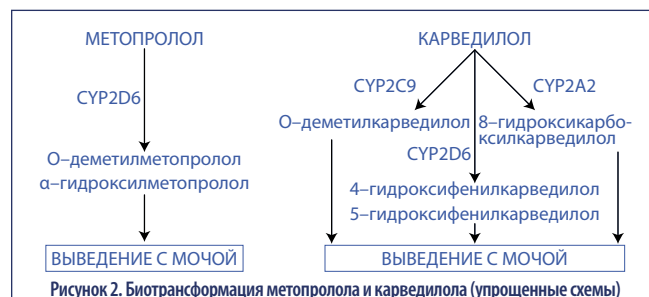 МЕТОПРОЛОЛ
CYP2D6
О–деметилметопролол
α–гидроксилметопролол
ВЫВЕДЕНИЕ С МОЧОЙ
КАРВЕДИЛОЛ
CYP2C9
CYP2A2
О–деметилкарведилол
8–гидроксикарбо-
ксилкарведилол
CYP2D6
4–гидроксифенилкарведилол
5–гидроксифенилкарведилол
ВЫВЕДЕНИЕ С МОЧОЙ
Рисунок 2. Биотрансформация метопролола и карведилола (упрощенные схемы)